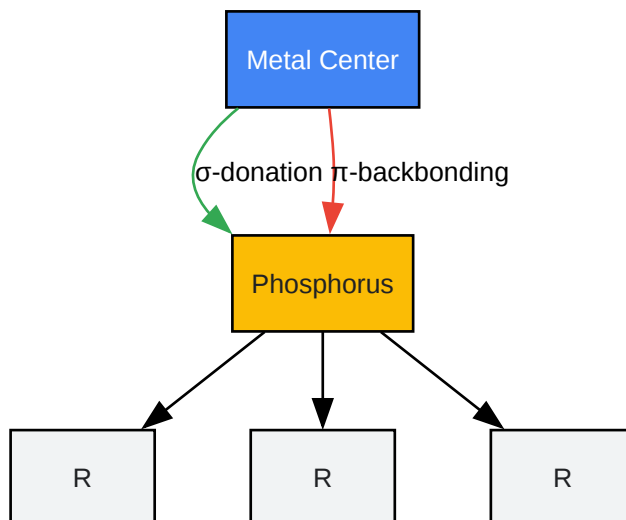 Metal Center
σ-donation π-backbonding
Phosphorus
R R R